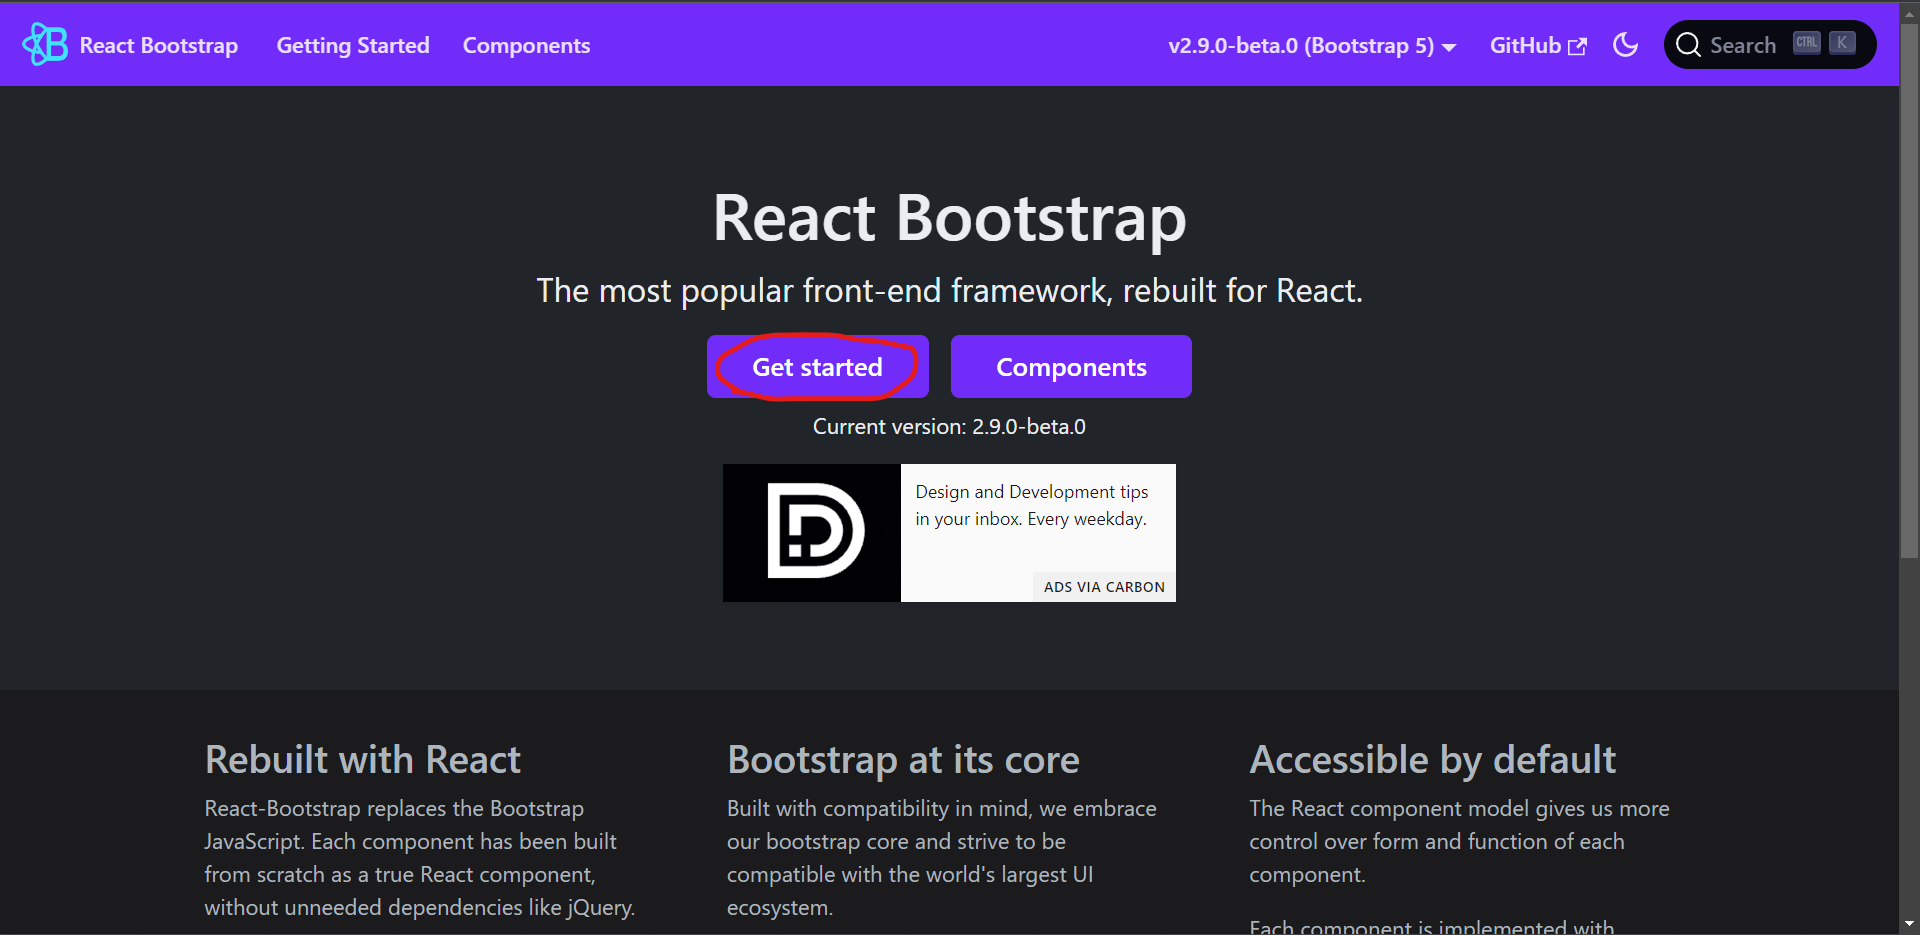 React Bootstrap Getting Started Components v2.9.0-beta.0 (Bootstrap 5) GitHub Search CTRL K
React Bootstrap
The most popular front-end framework, rebuilt for React.
Get started Components
Current version: 2.9.0-beta.0
Design and Development tips
in your inbox. Every weekday.
ADS VIA CARBON
Rebuilt with React
React-Bootstrap replaces the Bootstrap
JavaScript. Each component has been built
from scratch as a true React component,
without unneeded dependencies like jQuery.
Bootstrap at its core
Built with compatibility in mind, we embrace
our bootstrap core and strive to be
compatible with the world's largest UI
ecosystem.
Accessible by default
The React component model gives us more
control over form and function of each
component.
Each component is implemented with